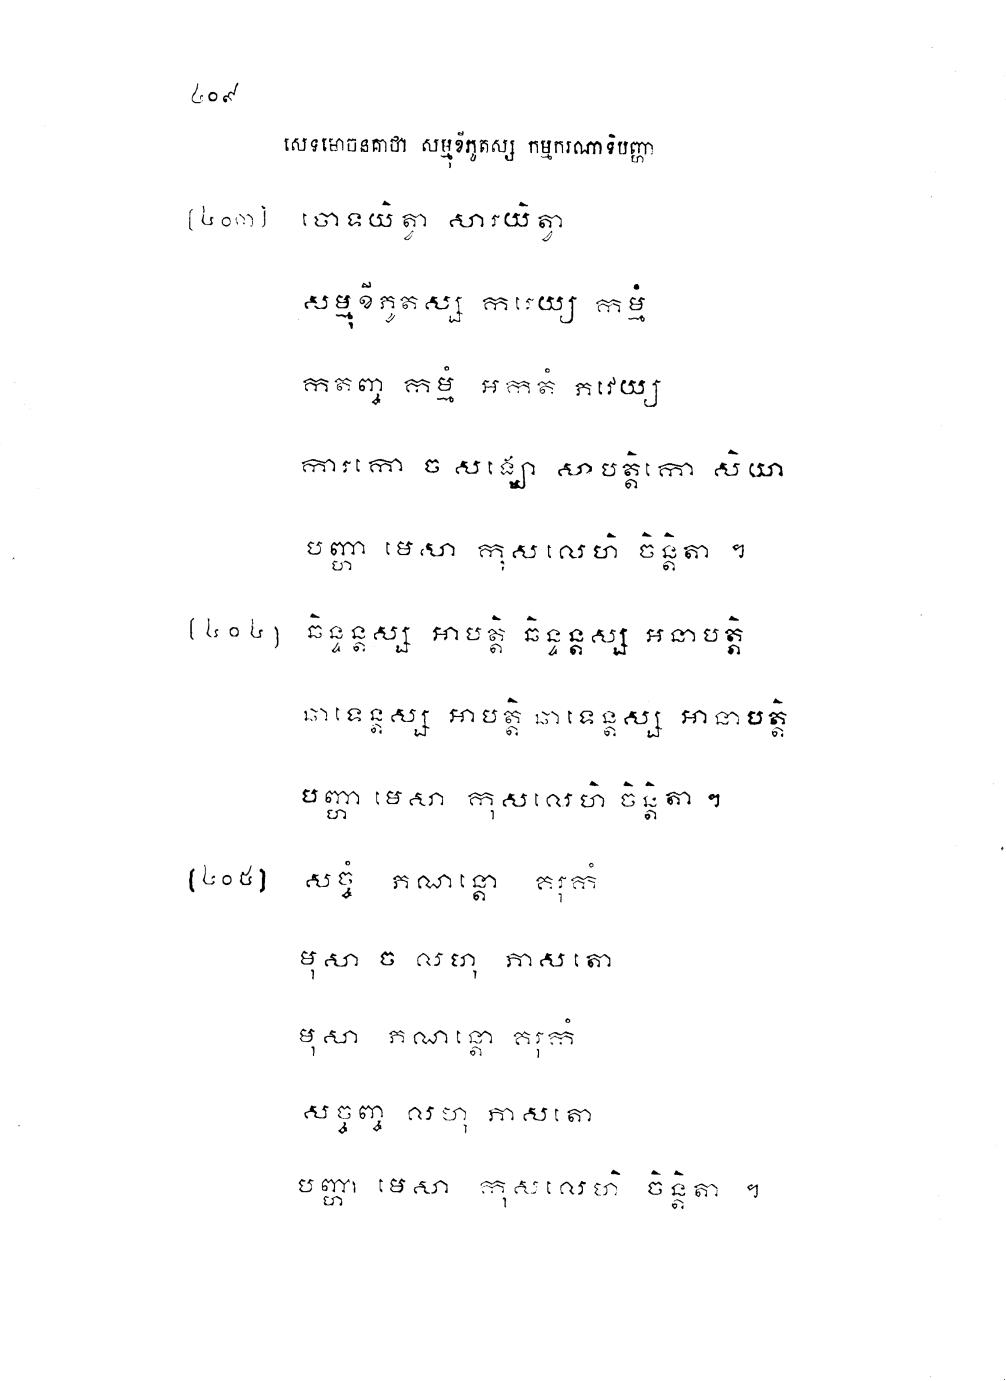 ៤០៩
សេទមោចនគាថា សម្មុខីភូតស្ស កម្មករណាទិបញ្ហា
(៤០៣) ចោទយិត្វា សារយិត្វា
សម្មុខីភូតស្ស ករេយ្យ កម្មំ
កតញ្ច កម្មំ អកតំ ភវេយ្យ
ការកោ ច សង្ឃោ សាបត្តិកោ សិយា
បញ្ហា មេសា កុសលេហិ ចិន្តិតា ។
(៤០៤) ឆិន្ទន្តស្ស អាបត្តិ ឆិន្ទន្តស្ស អនាបត្តិ
ឆាទេន្តស្ស អាបត្តិ ឆាទេន្តស្ស អានាបត្តិ
បញ្ហា មេសា កុសលេហិ ចិន្តិតា ។
(៤០៥) សច្ចំ ភណន្តោ គរុកំ
មុសា ច លហុ ភាសតោ
មុសា ភណន្តោ គរុកំ
សច្ចញ្ច លហុ ភាសតោ
បញ្ហា មេសា កុសលេហិ ចិន្តិតា ។